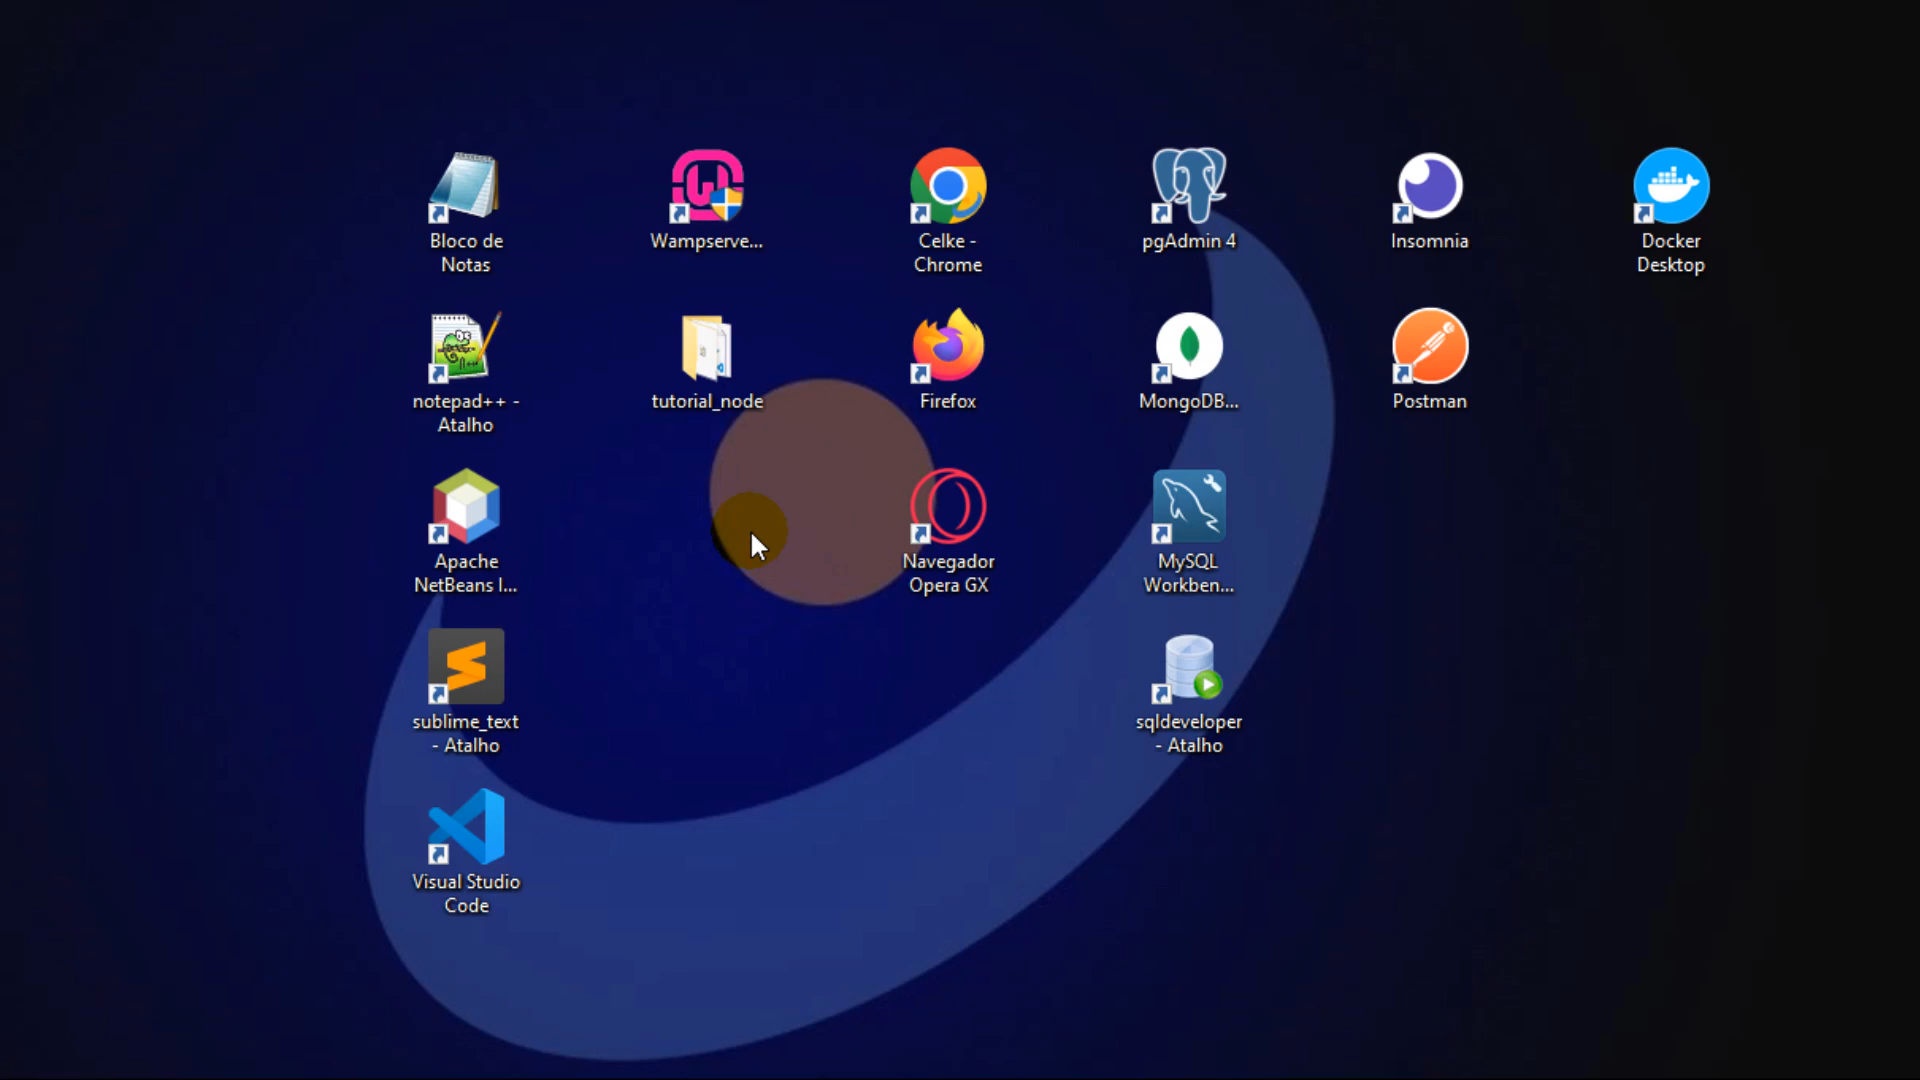 Bloco de
Notas
Wampserve...
Celke -
Chrome
pgAdmin 4
Insomnia
Docker
Desktop
notepad++ -
Atalho
tutorial_node
Firefox
MongoDB...
Postman
Apache
NetBeans I...
Navegador
Opera GX
MySQL
Workben...
sublime_text
- Atalho
sqldeveloper
- Atalho
Visual Studio
Code